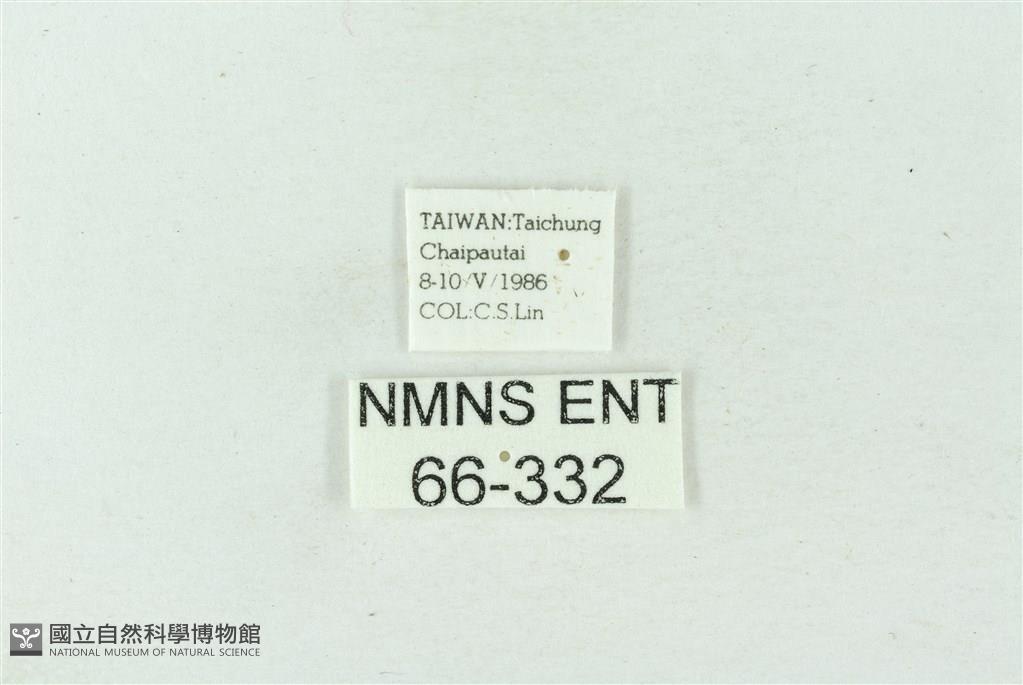 TAIWAN:Taichung
Chaipautai
8-10/V/1986
COL:C.S.Lin
NMNS ENT
66-332
國立自然科學博物館
NATIONAL MUSEUM OF NATURAL SCIENCE